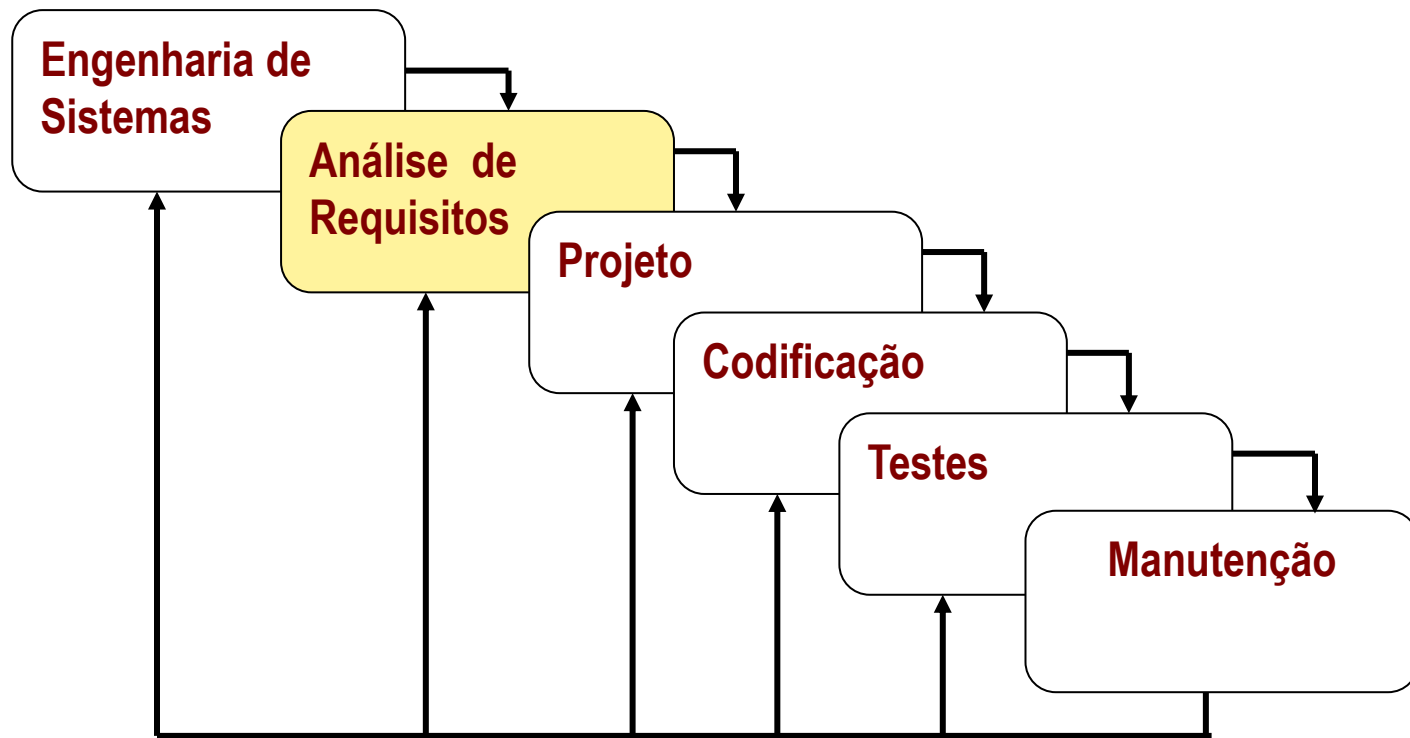 Engenharia de
Sistemas
Análise de
Requisitos
Projeto
Codificação
Testes
Manutenção